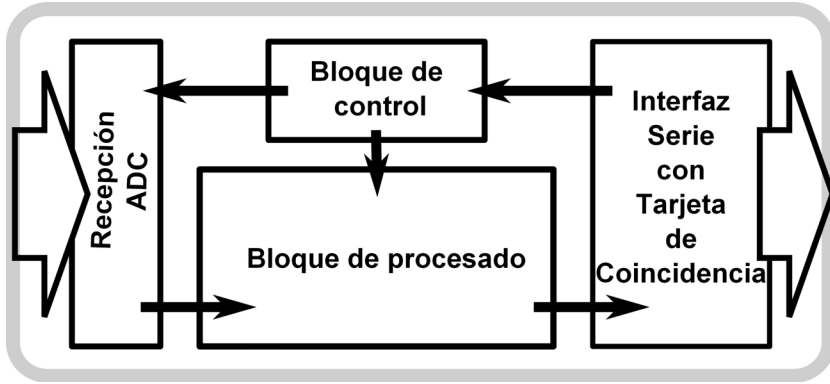 Recepción
ADC
Bloque de
control
Bloque de procesado
Interfaz
Serie
con
Tarjeta
de
Coincidencia